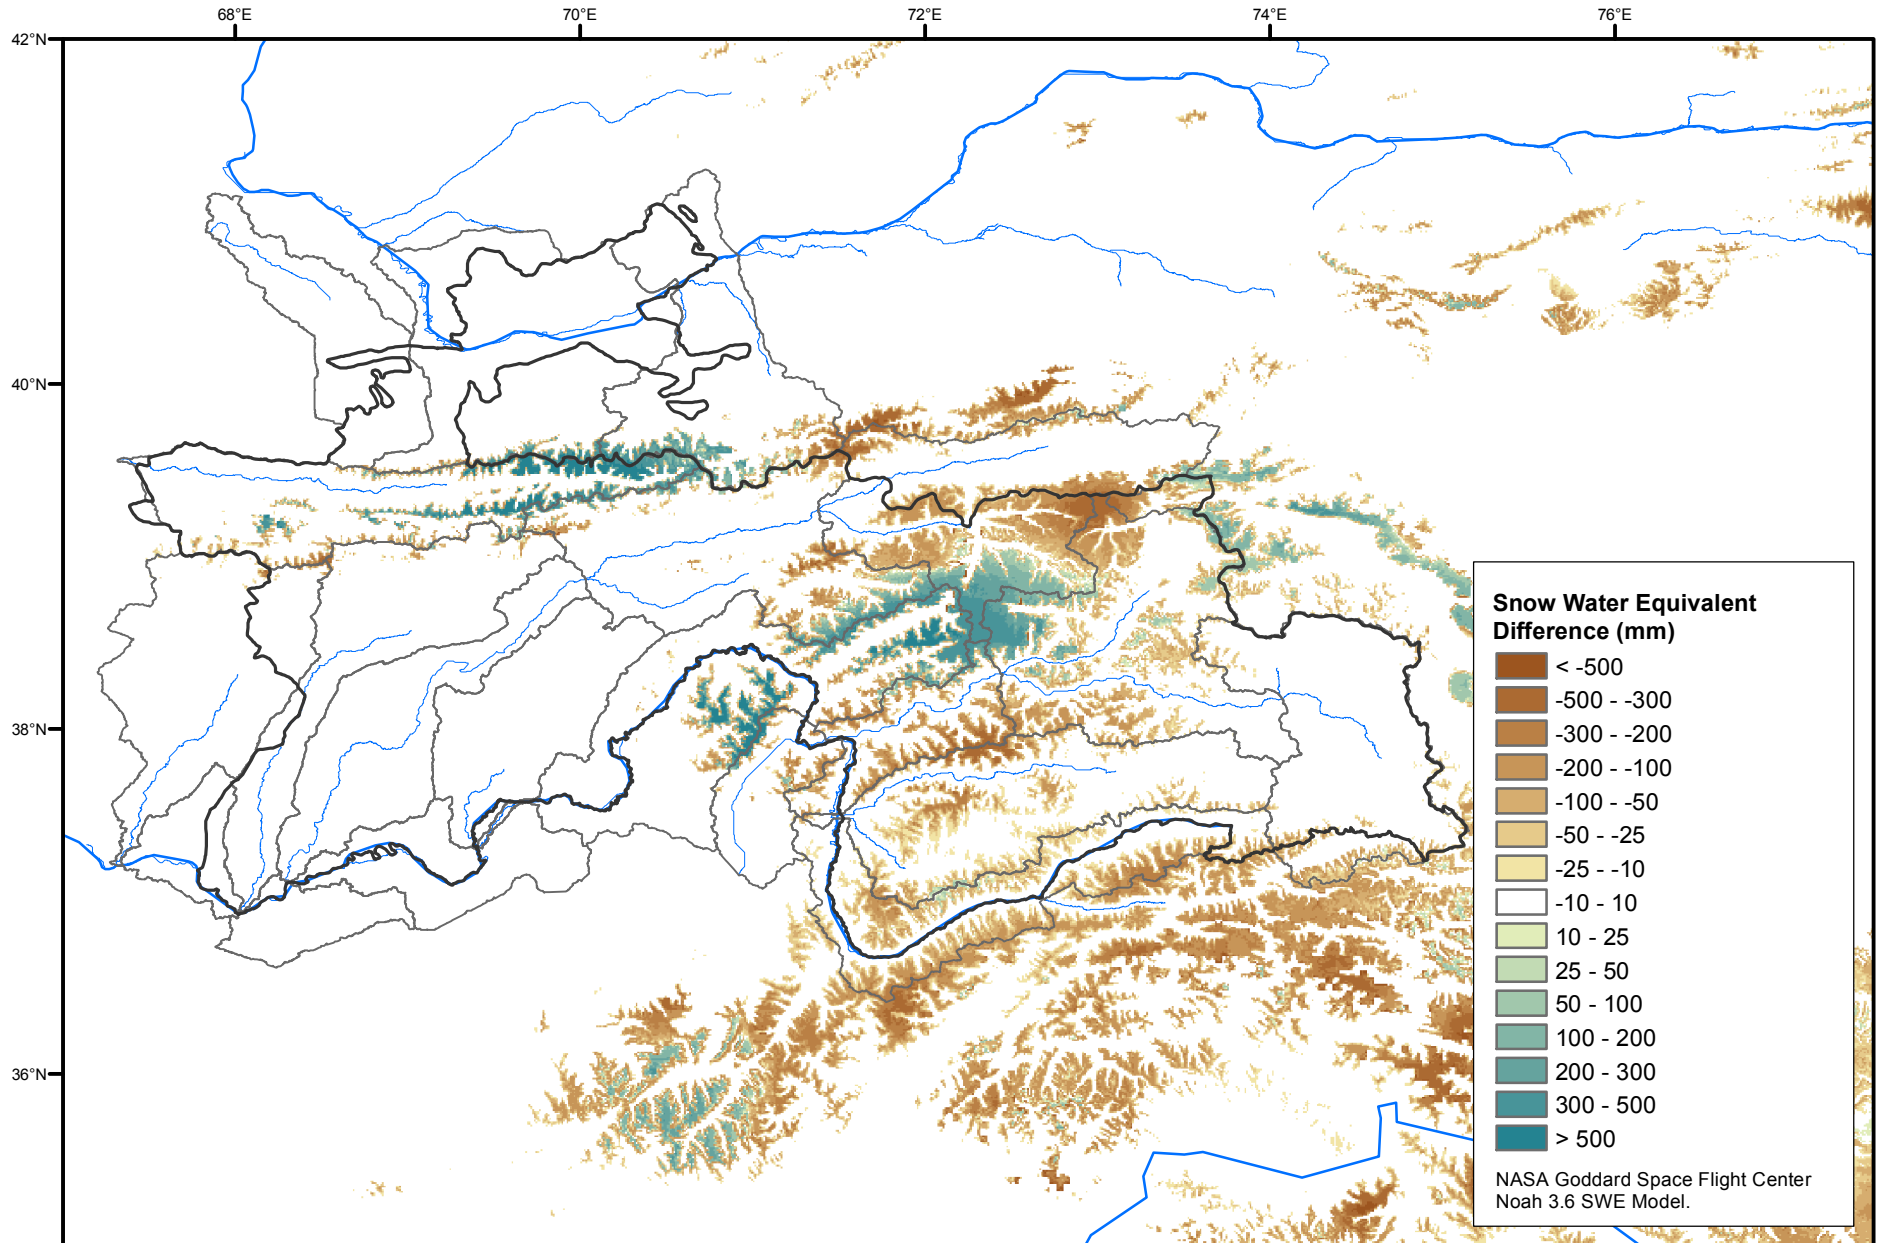 68°E 70°E 72°E 74°E 76°E
42°N
40°N
38°N
36°N
Snow Water Equivalent
Difference (mm)
< -500
-500 - -300
-300 - -200
-200 - -100
-100 - -50
-50 - -25
-25 - -10
-10 - 10
10 - 25
25 - 50
50 - 100
100 - 200
200 - 300
300 - 500
> 500
NASA Goddard Space Flight Center
Noah 3.6 SWE Model.